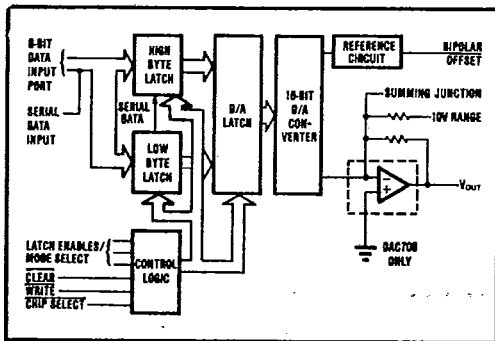 8-BIT
DATA
INPUT
PORT
SERIAL
DATA
INPUT
HIGH
BYTE
LATCH
SERIAL
DATA
LOW
BYTE
LATCH
D/A
LATCH
16-BIT
D/A
CON-
VERTER
REFERENCE
CIRCUIT
BIPOLAR
OFFSET
SUMMING JUNCTION
10V RANGE
VOUT
DAC708
ONLY
LATCH ENABLES/
MODE SELECT
CLEAR
WRITE
CHIP SELECT
CONTROL
LOGIC